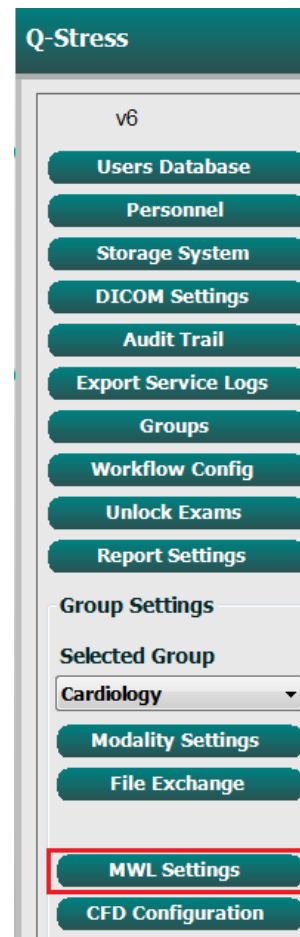 Q-Stress
v6
Users Database
Personnel
Storage System
DICOM Settings
Audit Trail
Export Service Logs
Groups
Workflow Config
Unlock Exams
Report Settings
Group Settings
Selected Group
Cardiology
Modality Settings
File Exchange
MWL Settings
CFD Configuration